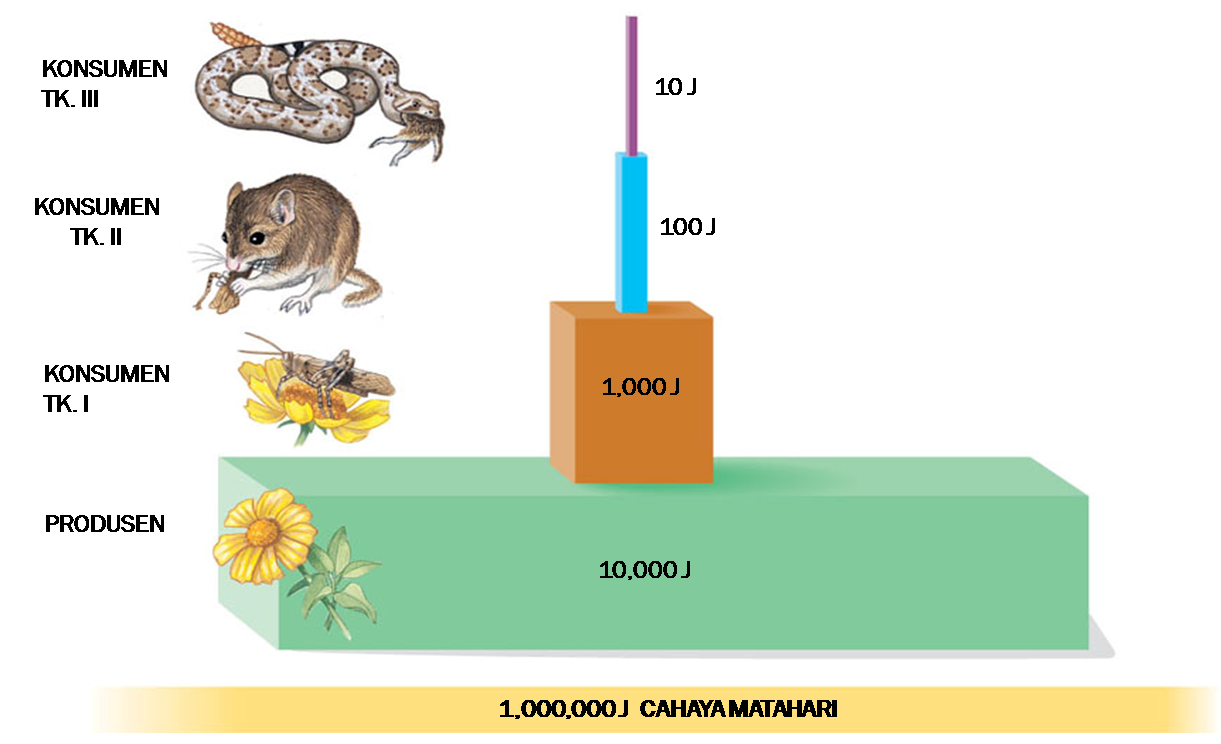 KONSUMEN
TK. III
10 J
KONSUMEN
TK. II
100 J
KONSUMEN
TK. I
1,000 J
PRODUSEN
10,000 J
1,000,000 J CAHAYA MATAHARI